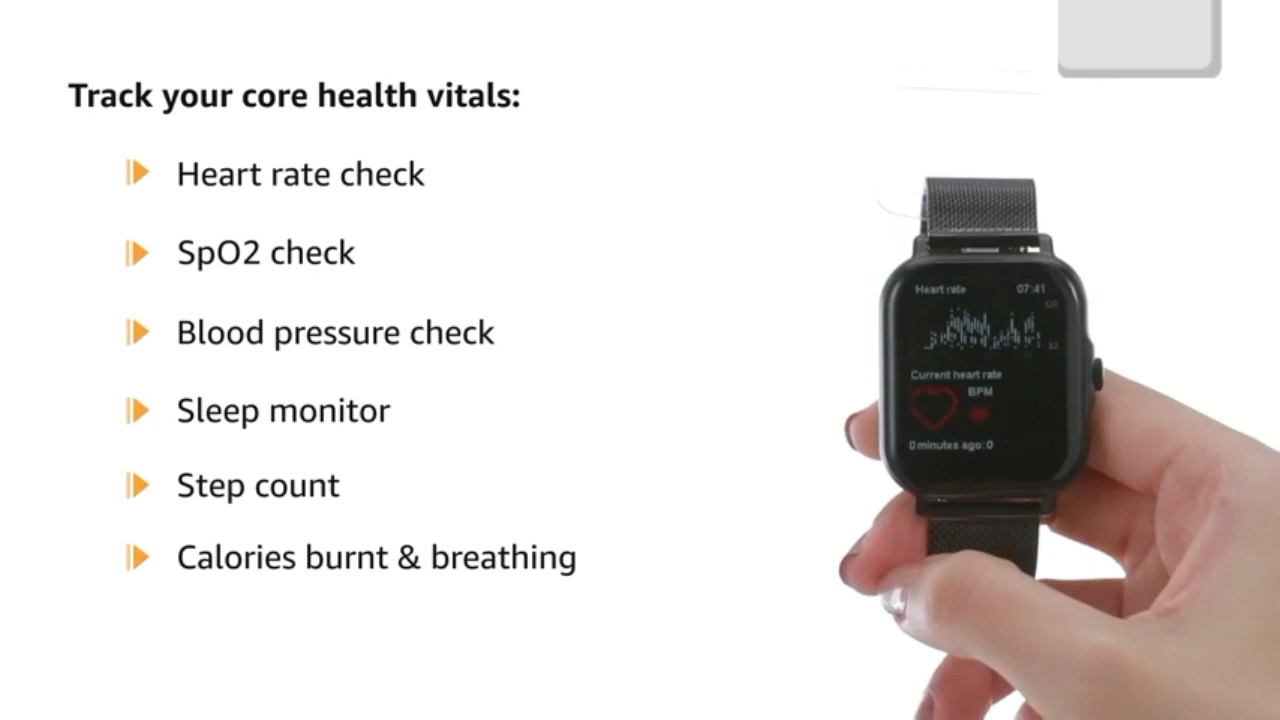 Track your core health vitals:
Heart rate check
SpO2 check
Blood pressure check
Sleep monitor
Step count
Calories burnt & breathing
Heart rate 07:41
Current heart rate
BPM
0 minutes ago: 0